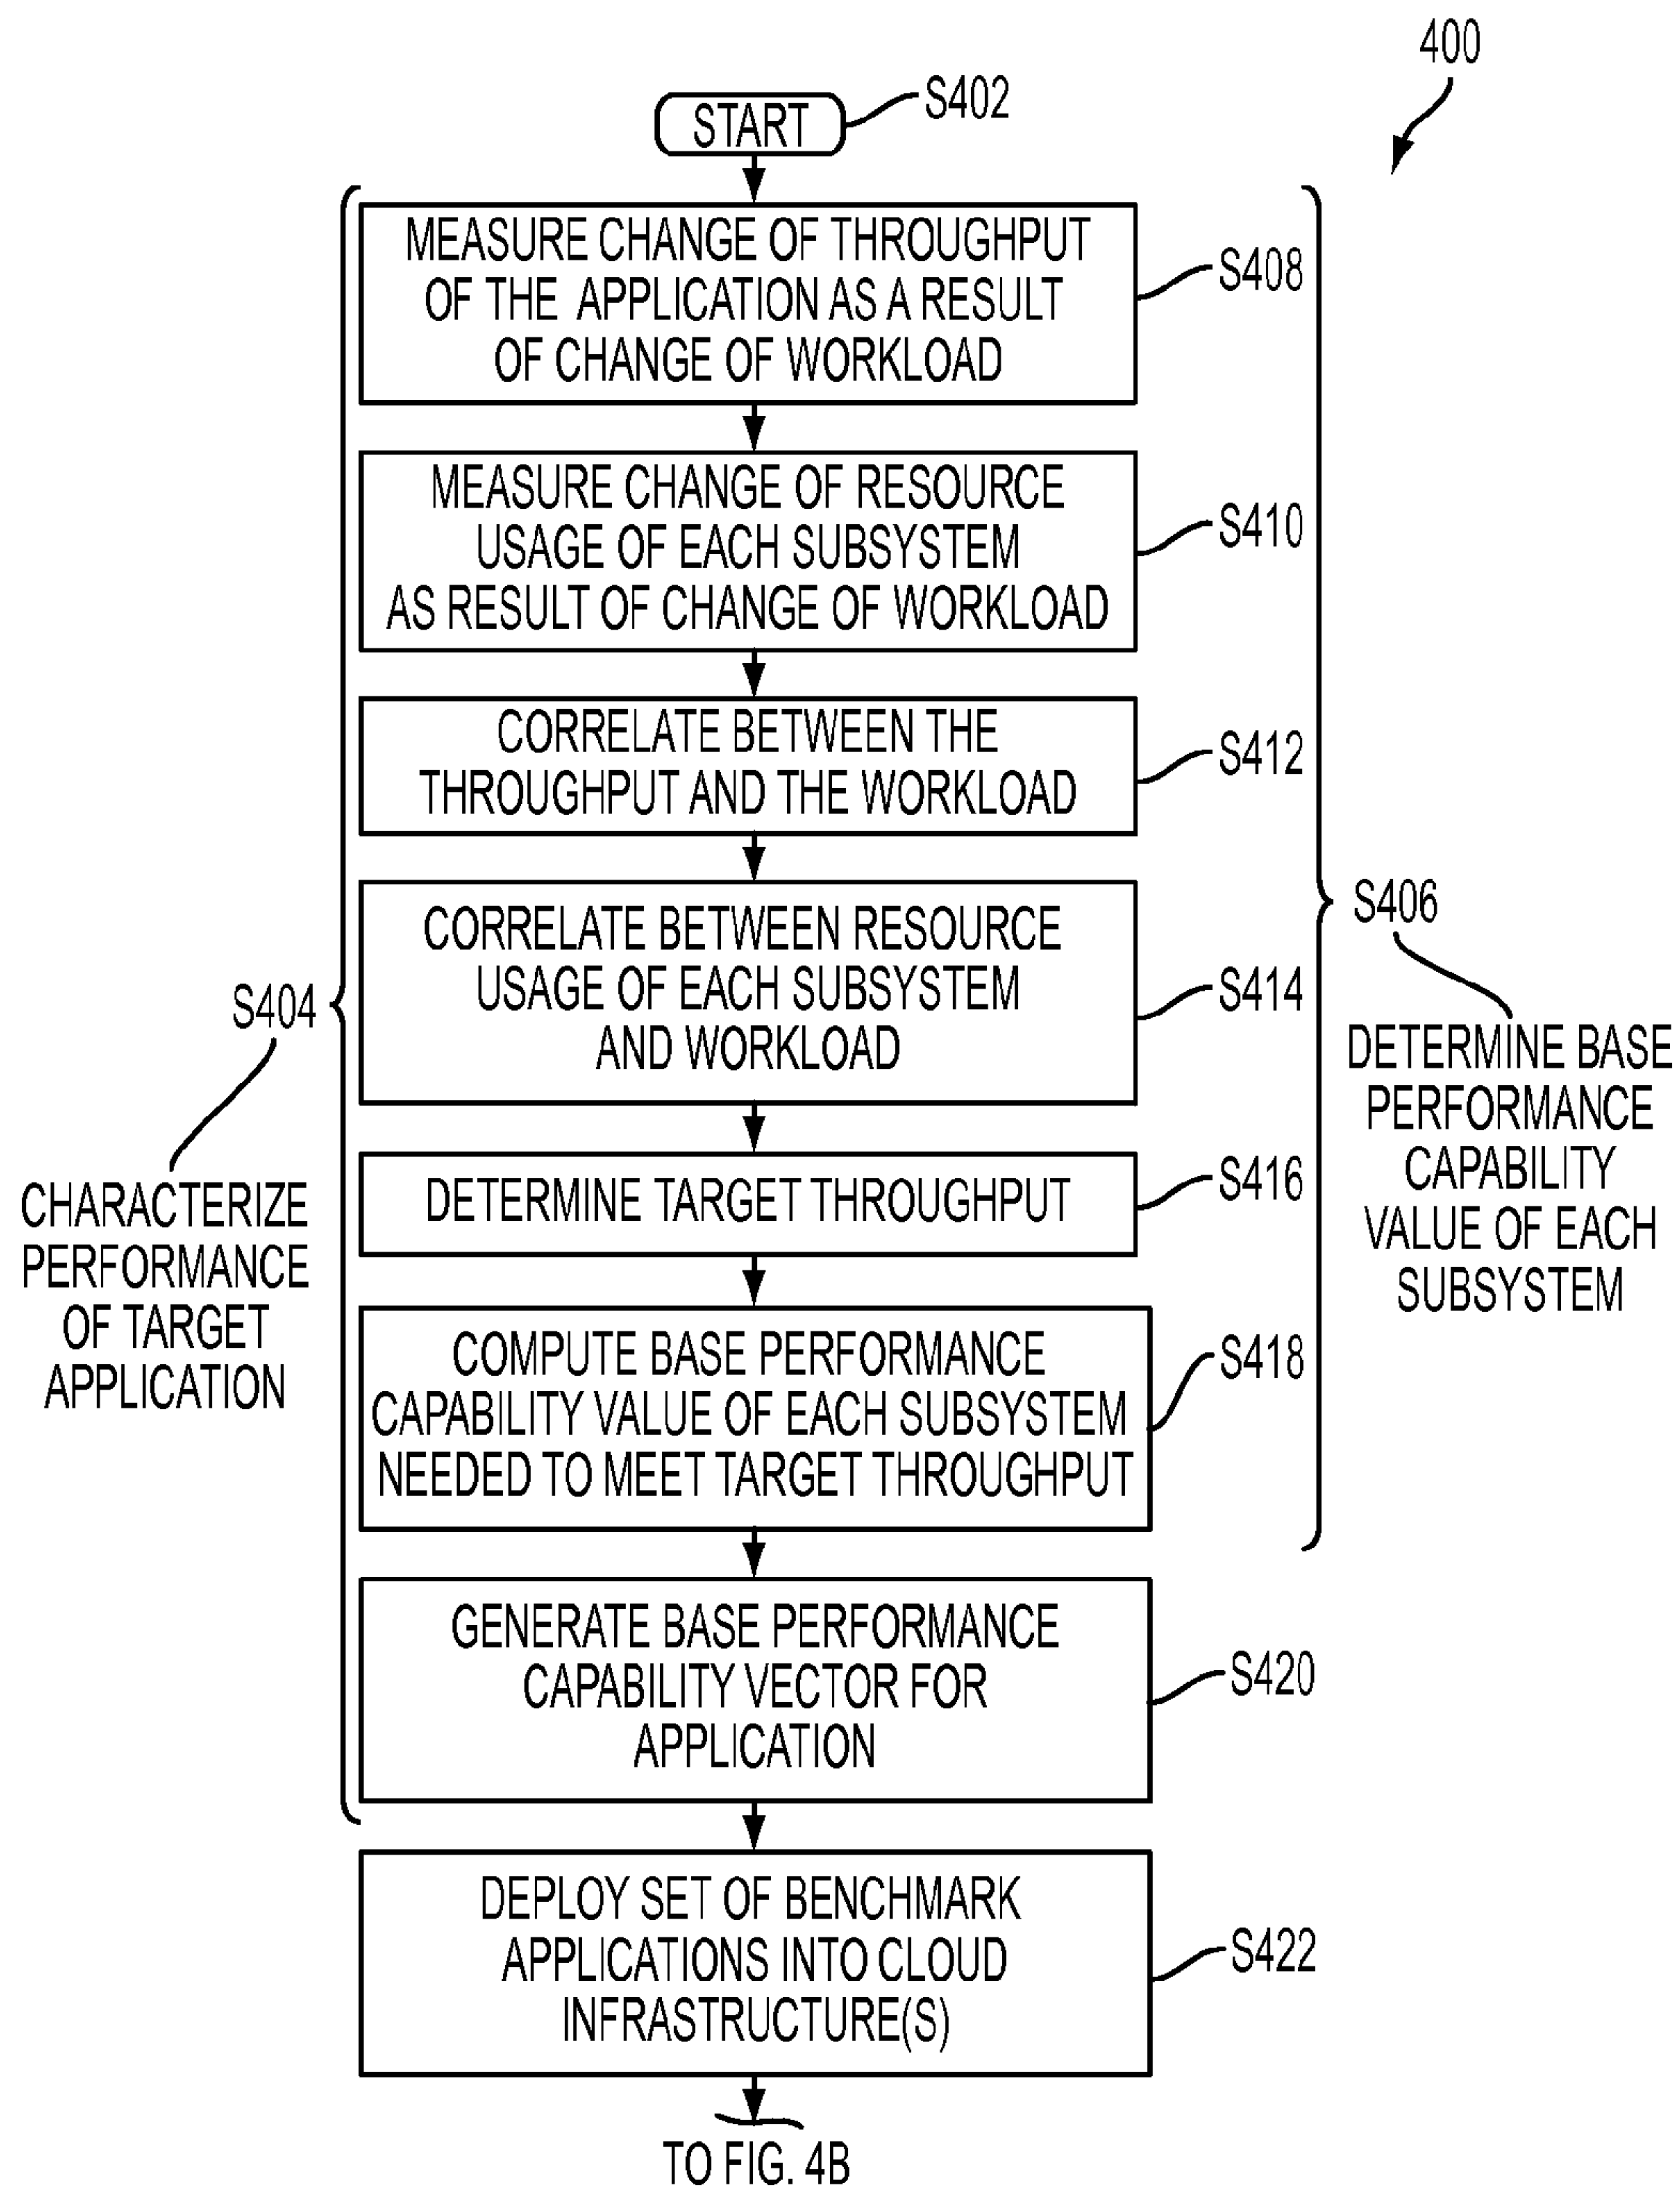 400
START
S402
MEASURE CHANGE OF THROUGHPUT
OF THE APPLICATION AS A RESULT
OF CHANGE OF WORKLOAD
S408
MEASURE CHANGE OF RESOURCE
USAGE OF EACH SUBSYSTEM
AS RESULT OF CHANGE OF WORKLOAD
S410
CORRELATE BETWEEN THE
THROUGHPUT AND THE WORKLOAD
S412
CORRELATE BETWEEN RESOURCE
USAGE OF EACH SUBSYSTEM
AND WORKLOAD
S414
S406
DETERMINE BASE
PERFORMANCE
CAPABILITY
VALUE OF EACH
SUBSYSTEM
S404
CHARACTERIZE
PERFORMANCE
OF TARGET
APPLICATION
DETERMINE TARGET THROUGHPUT
S416
COMPUTE BASE PERFORMANCE
CAPABILITY VALUE OF EACH SUBSYSTEM
NEEDED TO MEET TARGET THROUGHPUT
S418
GENERATE BASE PERFORMANCE
CAPABILITY VECTOR FOR
APPLICATION
S420
DEPLOY SET OF BENCHMARK
APPLICATIONS INTO CLOUD
INFRASTRUCTURE(S)
S422
TO FIG. 4B